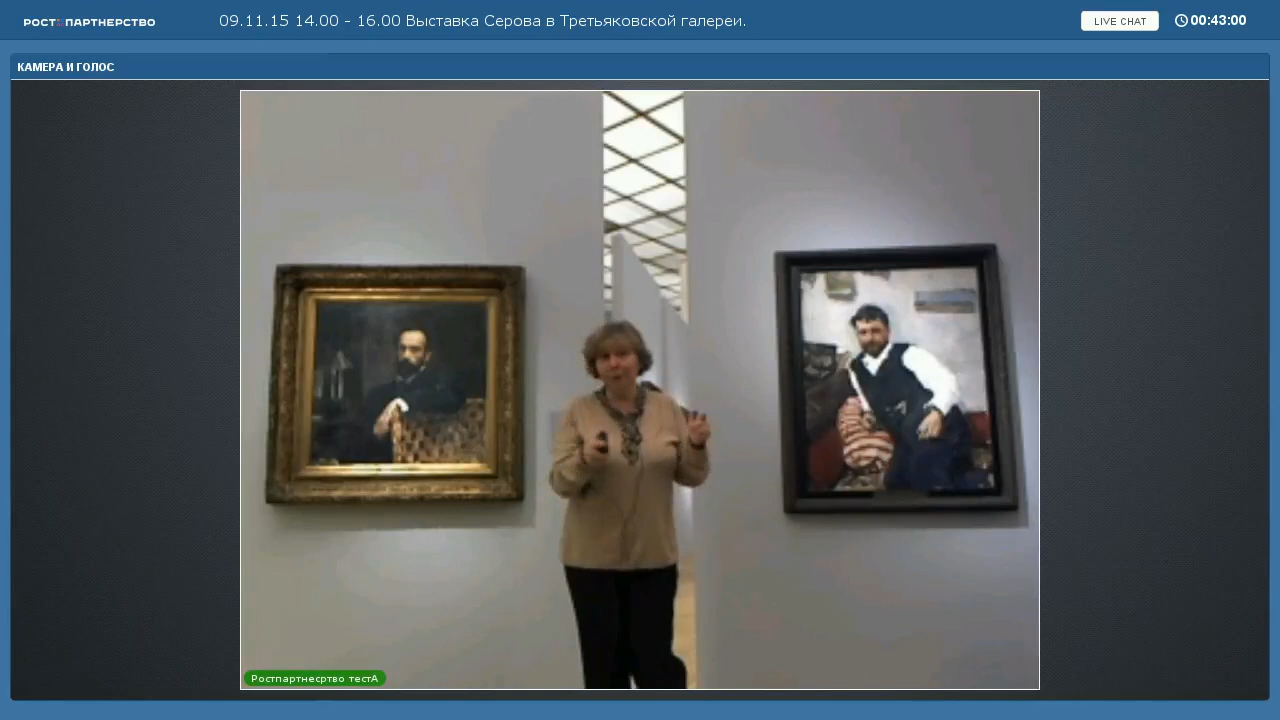 РОСТ ПАРТНЕРСТВО
09.11.15 14.00 - 16.00 Выставка Серова в Третьяковской галереи.
LIVE CHAT
00:43:00
КАМЕРА И ГОЛОС
Ростпартнесртво тестА